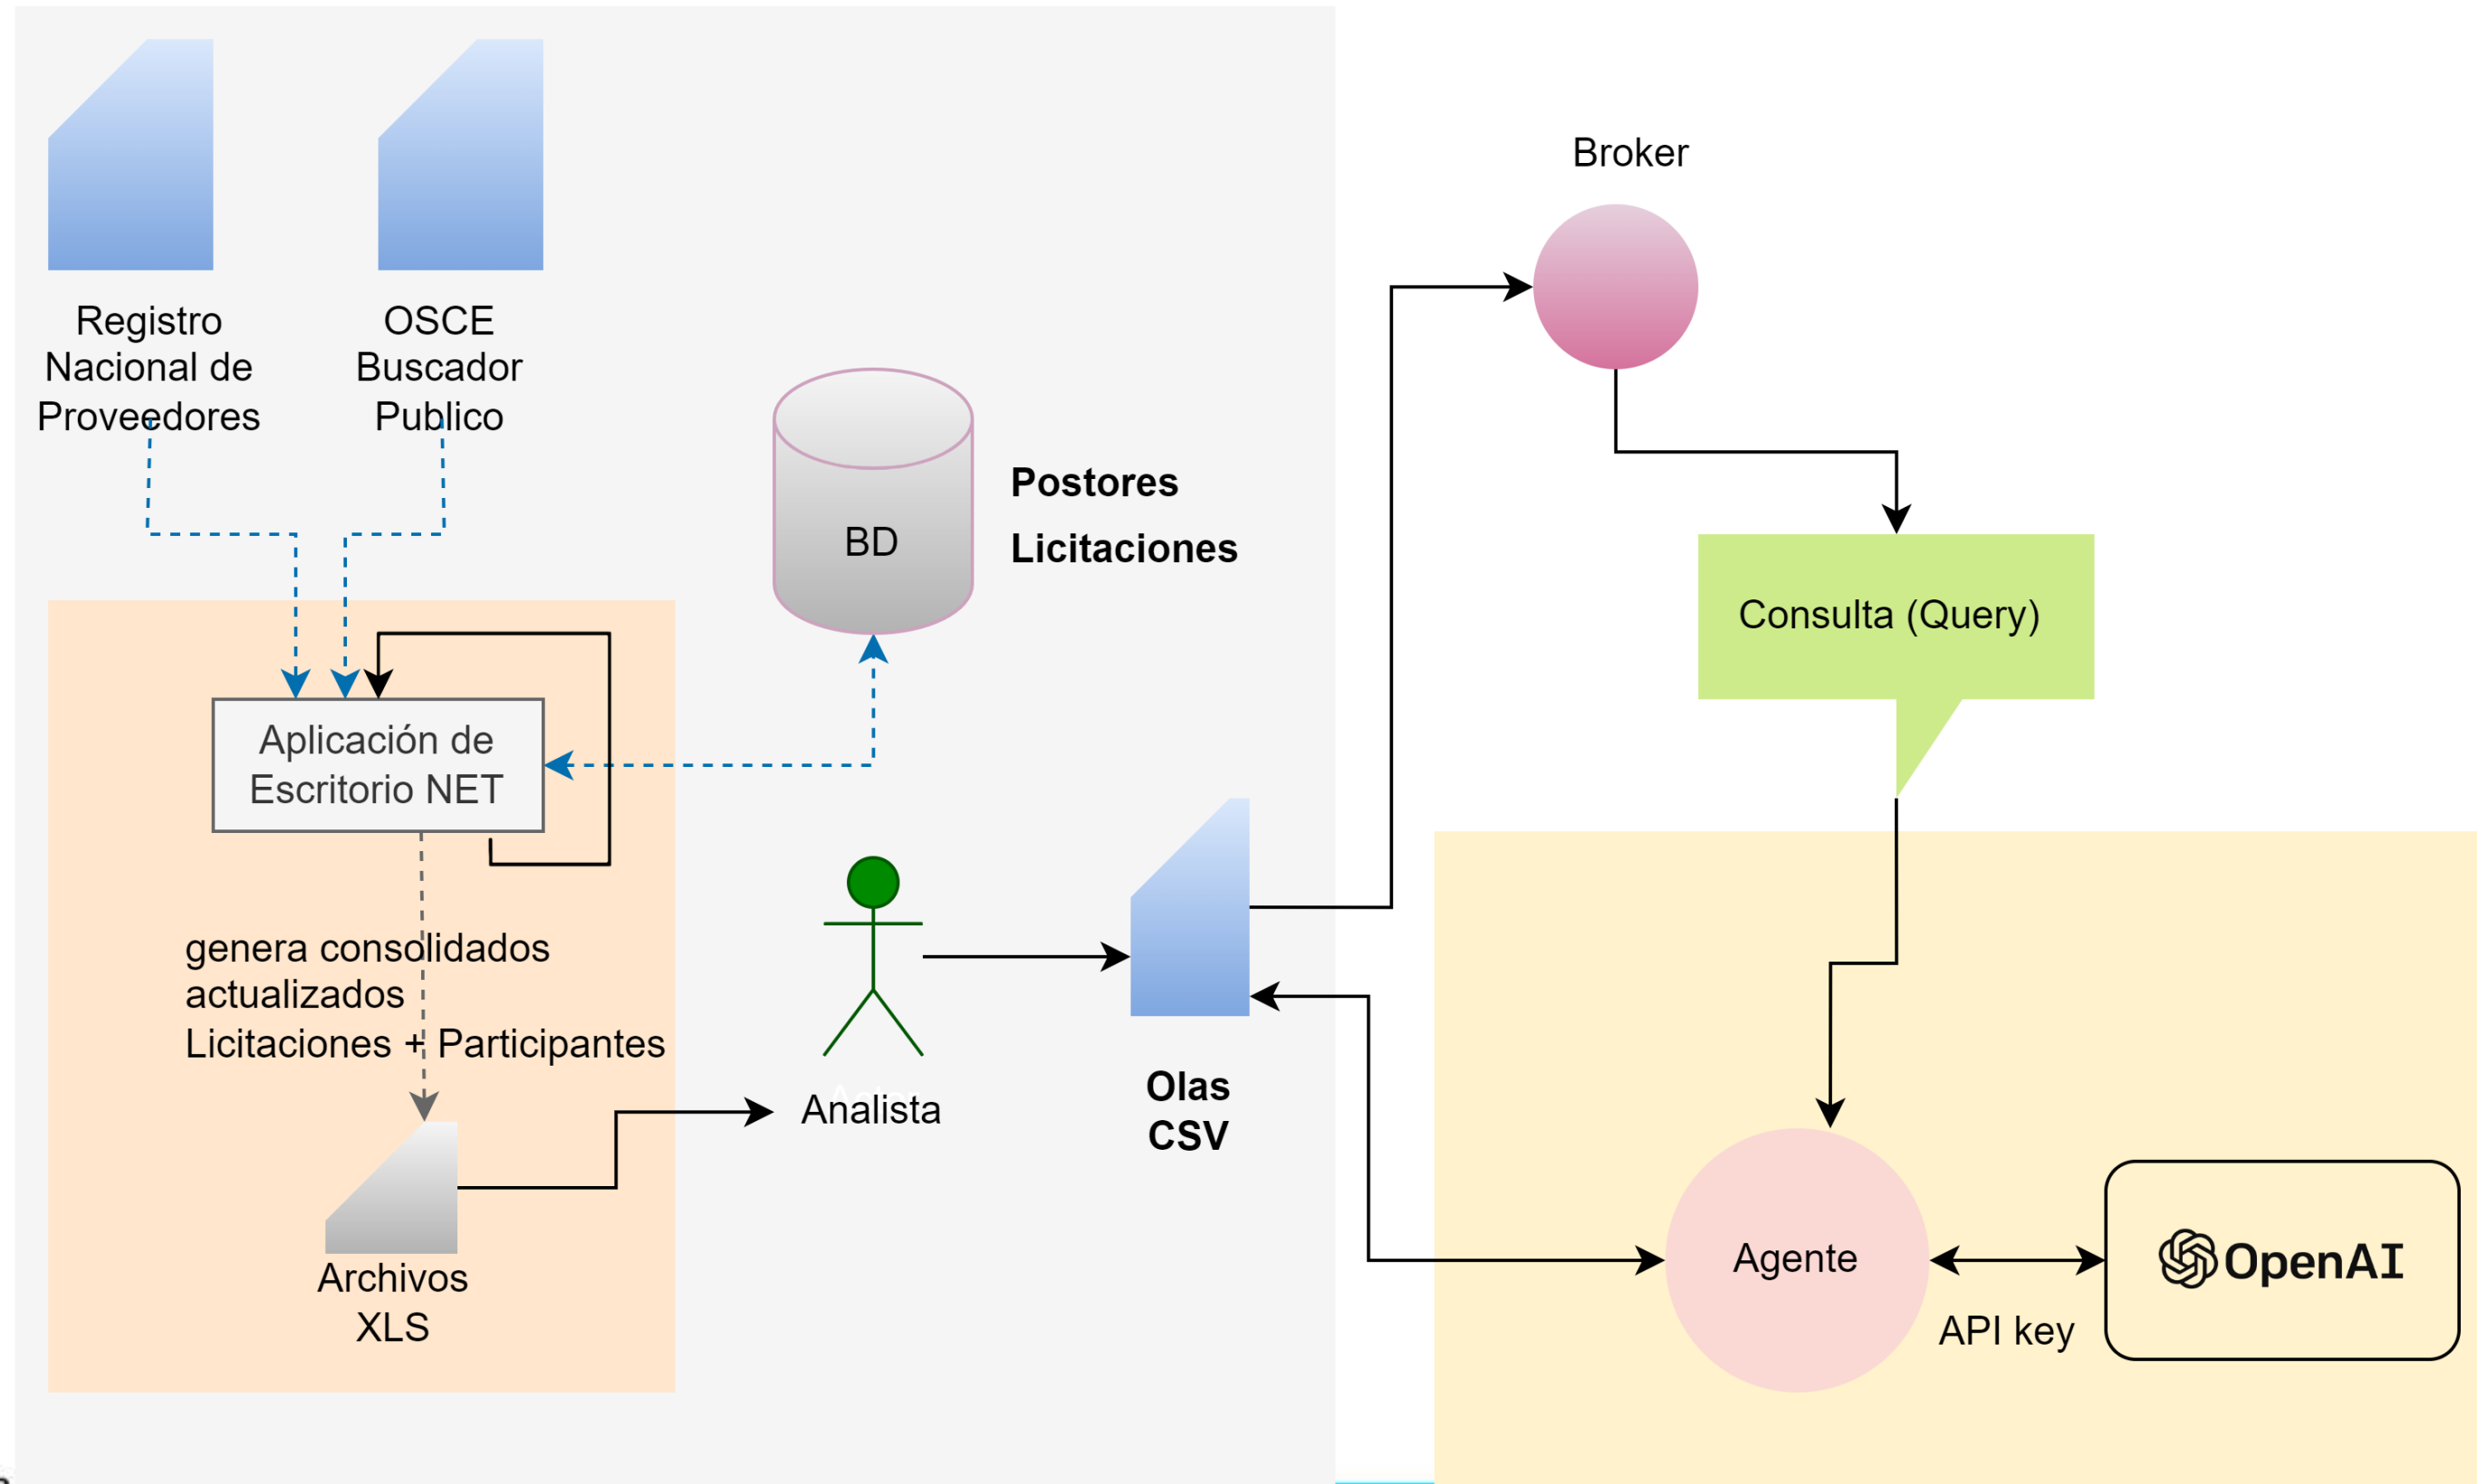 Registro
Nacional de
Proveedores
OSCE
Buscador
Publico
Broker
BD
Postores
Licitaciones
Consulta (Query)
Aplicación de
Escritorio NET
genera consolidados
actualizados
Licitaciones + Participantes
Archivos
XLS
Analista
Olas
CSV
Agente
API key
OpenAI